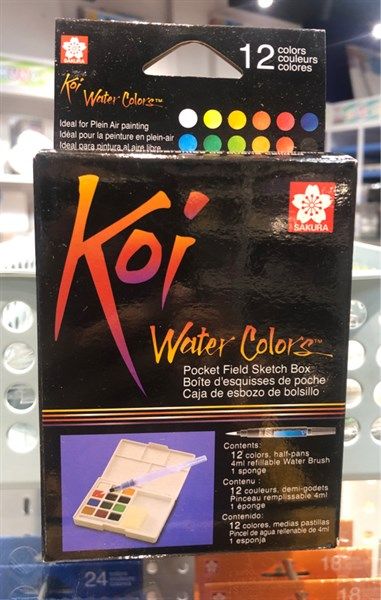 SAKURA
12 colors
couleurs
colores
Koi Water Colors™
Ideal for Plein Air painting
Idéal pour la peinture en plein-air
Ideal para pintura al aire libre
Koi
SAKURA
Water Colors™
Pocket Field Sketch Box
Boîte d'esquisses de poche
Caja de esbozo de bolsillo
Contents:
12 colors, half-pans
4ml refillable Water Brush
1 sponge
Contenu :
12 couleurs, demi-godets
Pinceau remplissable 4ml
1 éponge
Contenido:
12 colores, medias pastillas
Pincel de agua rellenable de 4ml
1 esponja
24
18
18